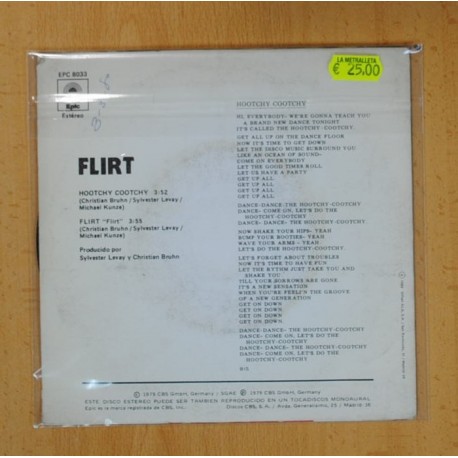 EPC 8033
Epic
Estéreo
LA METRALLETA
€ 25,00
FLIRT
HOOTCHY COOTCHY 3:52
(Christian Bruhn / Sylvester Levay /
Michael Kunze)
FLIRT "Flirt" 3:55
(Christian Bruhn / Sylvester Levay /
Michael Kunze)
Producido por
Sylvester Levay y Christian Bruhn
HOOTCHY COOTCHY
HI, EVERYBODY- WE'RE GONNA TEACH YOU
A BRAND NEW DANCE TONIGHT
IT'S CALLED THE HOOTCHY-COOTCHY
GET ALL UP ON THE DANCE FLOOR
NOW IT'S TIME TO GET DOWN
LET THE DISCO MUSIC SURROUND YOU
LIKE AN OCEAN OF SOUND-
COME ON EVERYBODY
LET THE GOOD TIMES ROLL
LET US HAVE A PARTY
GET UP ALL
GET UP ALL
GET UP ALL
GET UP ALL
DANCE-DANCE-THE HOOTCHY-COOTCHY
DANCE- COME ON, LET'S DO THE
HOOTCHY-COOTCHY
DANCE- DANCE- THE HOOTCHY-COOTCHY
NOW SHAKE YOUR HIPS- YEAH
BUMP YOUR BOOTIES- YEAH
WAVE YOUR ARMS - YEAH
LET'S DO THE HOOTCHY-COOTCHY.
LET'S FORGET ABOUT TROUBLES
NOW IT'S TIME TO HAVE FUN
LET THE RYTHM JUST TAKE YOU AND
SHAKE YOU
TILL YOUR SORROWS ARE GONE
IT'S A NEW SENSATION
WHEN YOU'RE FEELIN THE GROOVE
OF A NEW GENERATION
GET ON DOWN
GET ON DOWN
GET ON DOWN
GET ON DOWN.
DANCE-DANCE- THE HOOTCHY-COOTCHY
DANCE- COME ON, LET'S DO THE
HOOTCHY-COOTCHY
DANCE- DANCE- THE HOOTCHY-COOTCHY
DANCE- COME ON, LET'S DO THE
HOOTCHY-COOTCHY
℗ 1979 CBS GmbH, Germany / SGAE © 1979 CBS GmbH, Germany
ESTE DISCO ESTEREO PUEDE SER TAMBIEN REPRODUCIDO EN UN TOCADISCOS MONOAURAL
Epic es marca registrada de CBS, Inc. Discos CBS, S. A. / Avda. Generalísimo, 25 / Madrid-16